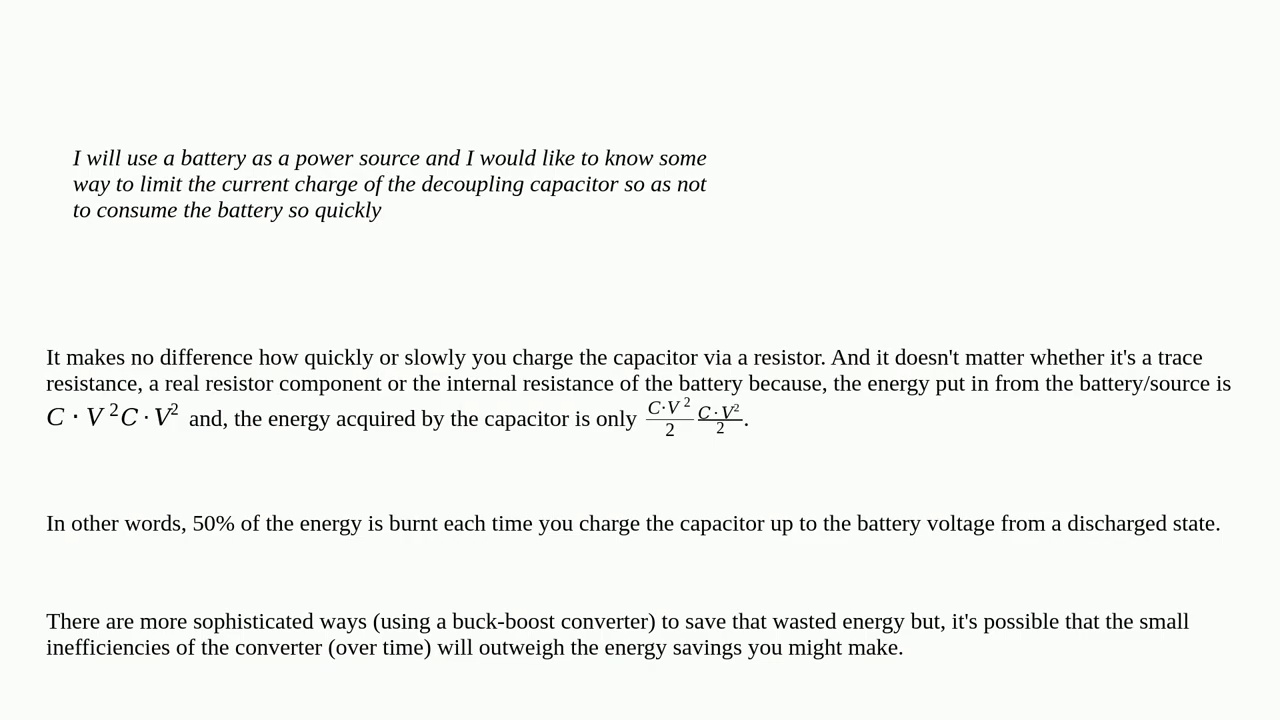 I will use a battery as a power source and I would like to know some
way to limit the current charge of the decoupling capacitor so as not
to consume the battery so quickly
It makes no difference how quickly or slowly you charge the capacitor via a resistor. And it doesn't matter whether it's a trace
resistance, a real resistor component or the internal resistance of the battery because, the energy put in from the battery/source is
C · V ²C · V² and, the energy acquired by the capacitor is only C·V ²/2 C·V²/2.
In other words, 50% of the energy is burnt each time you charge the capacitor up to the battery voltage from a discharged state.
There are more sophisticated ways (using a buck-boost converter) to save that wasted energy but, it's possible that the small
inefficiencies of the converter (over time) will outweigh the energy savings you might make.